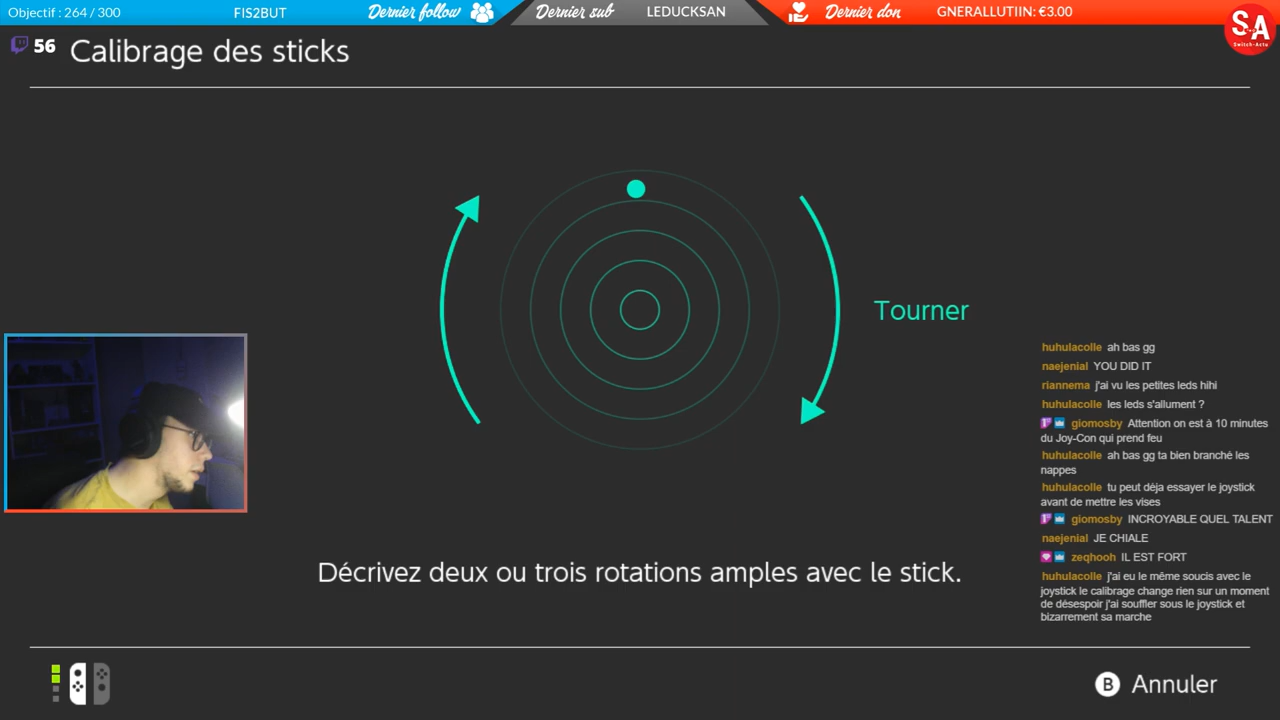 Objectif : 264 / 300
FIS2BUT
Dernier follow
Dernier sub
LEDUCKSAN
Dernier don
GNERALLUTIIN: €3.00
SA
Switch-Actu
56
Calibrage des sticks
Tourner
huhulacolle ah bas gg
naejenial YOU DID IT
riannema j'ai vu les petites leds hihi
huhulacolle les leds s'allument ?
giomosby Attention on est à 10 minutes
du Joy-Con qui prend feu
huhulacolle ah bas gg ta bien branché les
nappes
huhulacolle tu peut déja essayer le joystick
avant de mettre les vises
giomosby INCROYABLE QUEL TALENT
naejenial JE CHIALE
zeqhooh IL EST FORT
huhulacolle j'ai eu le même soucis avec le
joystick le calibrage change rien sur un moment
de désespoir j'ai souffler sous le joystick et
bizarrement sa marche
Décrivez deux ou trois rotations amples avec le stick.
B Annuler